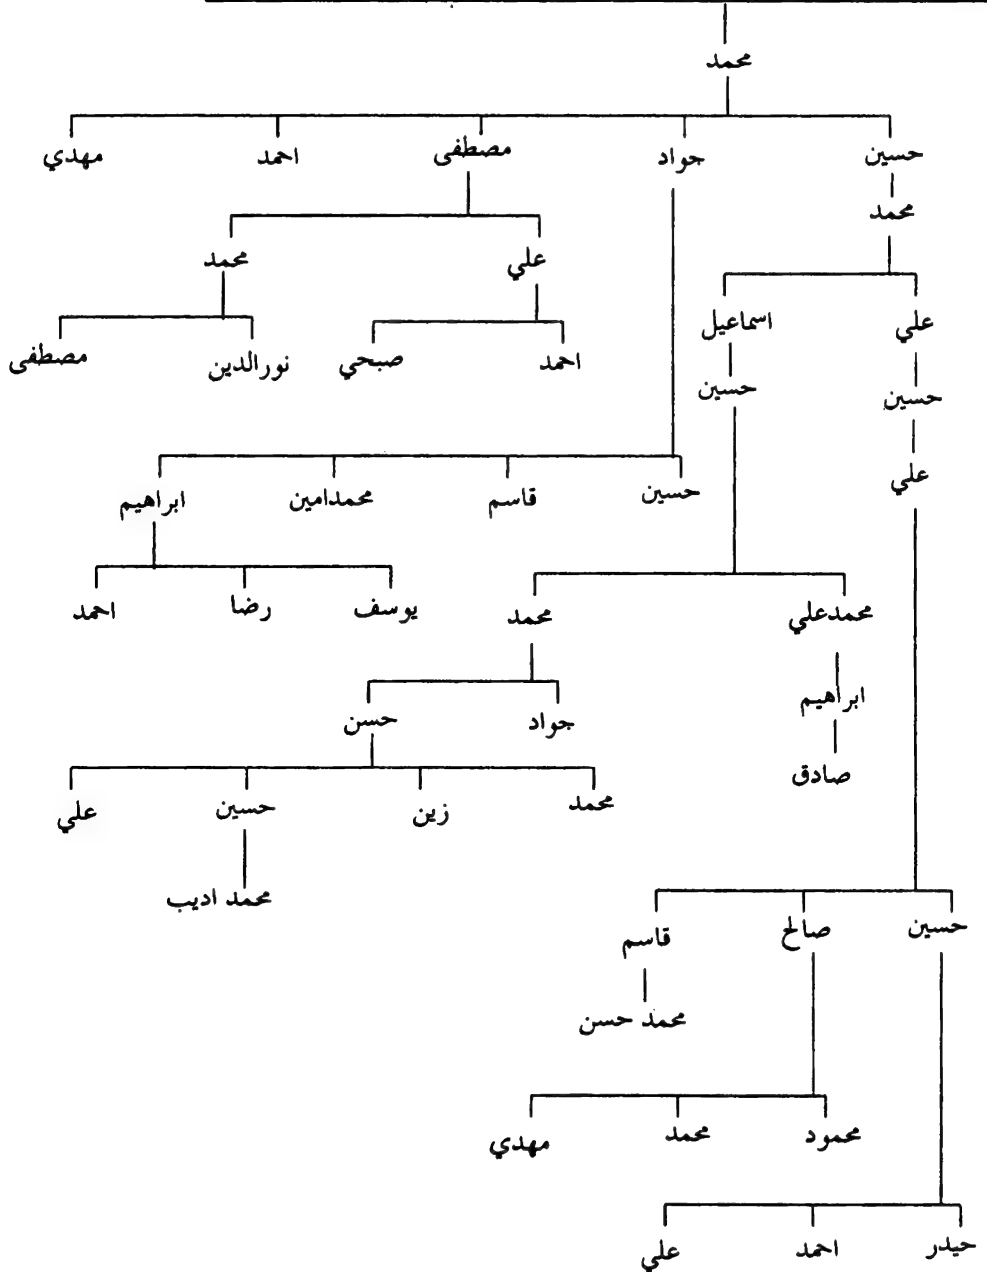 محمد
حسين جواد مصطفى احمد مهدي
محمد
علي محمد
اسماعيل علي
احمد صبحي نورالدين مصطفى
حسين
حسين
علي
حسين قاسم محمدامين ابراهيم
يوسف رضا احمد
محمدعلي محمد
ابراهيم
جواد حسن
صادق
محمد زين حسين علي
محمد اديب
حسين صالح قاسم
محمد حسن
محمود محمد مهدي
حيدر احمد علي